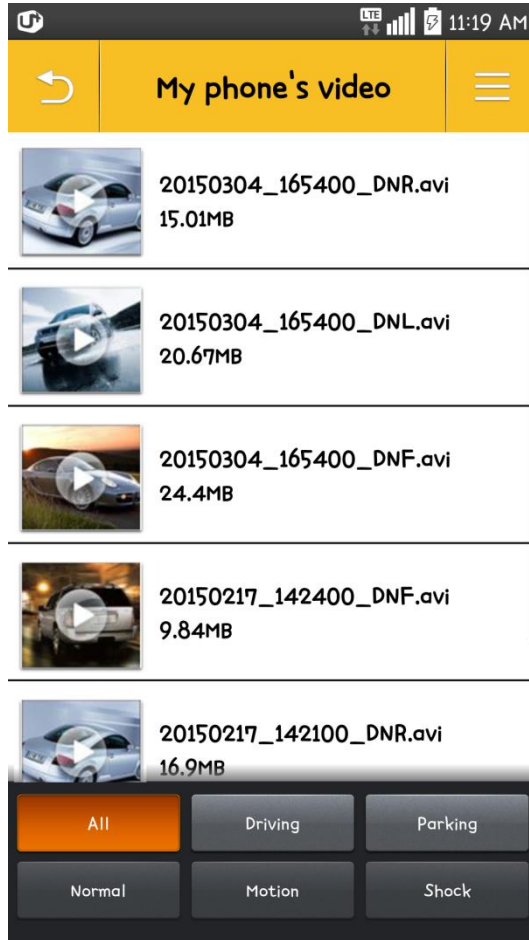 U+
LTE
11:19 AM
My phone's video
20150304_165400_DNR.avi
15.01MB
20150304_165400_DNL.avi
20.67MB
20150304_165400_DNF.avi
24.4MB
20150217_142400_DNF.avi
9.84MB
20150217_142100_DNR.avi
16.9MB
All
Driving
Parking
Normal
Motion
Shock